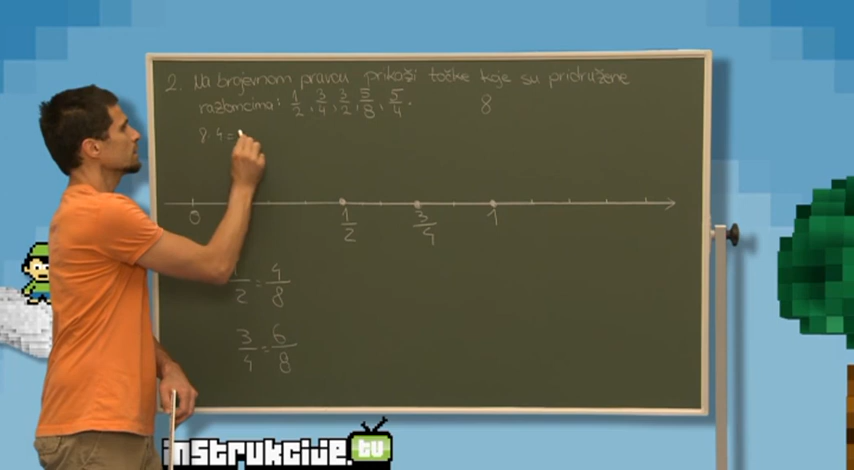 2. Na brojevnom pravcu prikaži točke koje su pridružene
razlomcima: 1/2, 3/4, 3/2, 5/8, 5/4. 8
8·4=
0 1/2 3/4 1
1/2 = 4/8
3/4 = 6/8
instrukcije.tv